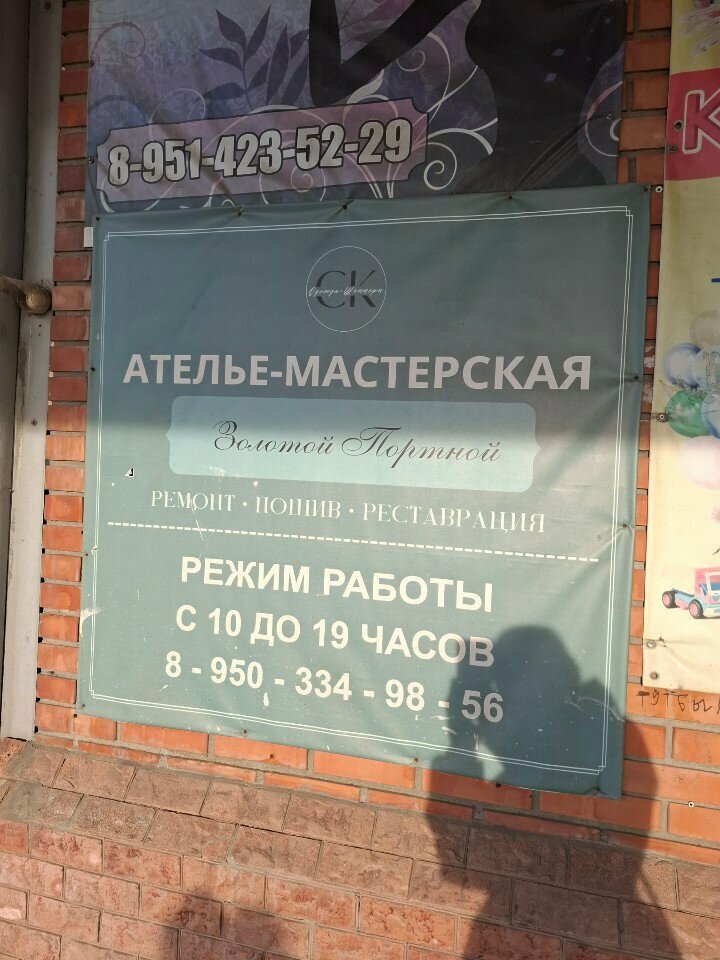 8-951-423-52-29
СК
АТЕЛЬЕ-МАСТЕРСКАЯ
Золотой Портной
РЕМОНТ · ПОШИВ · РЕСТАВРАЦИЯ
РЕЖИМ РАБОТЫ
С 10 ДО 19 ЧАСОВ
8 - 950 - 334 - 98 - 56
К